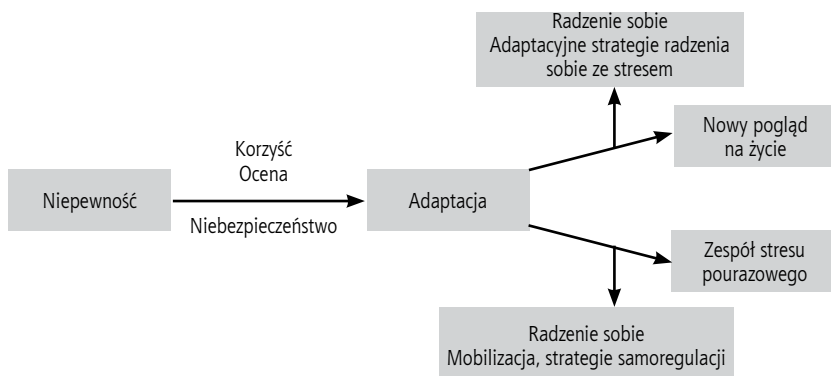 Radzenie sobie
Adaptacyjne strategie radzenia
sobie ze stresem
Nowy pogląd
na życie
Korzyść
Ocena
Niepewność
Adaptacja
Niebezpieczeństwo
Zespół stresu
pourazowego
Radzenie sobie
Mobilizacja, strategie samoregulacji